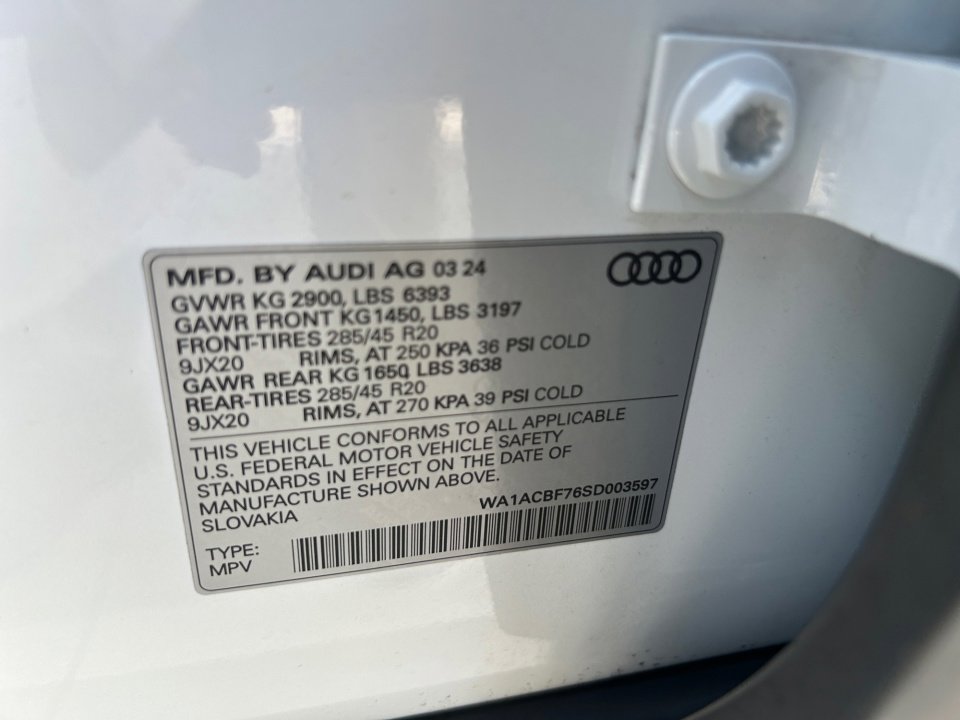 MFD. BY AUDI AG 03 24
GVWR KG 2900, LBS 6393
GAWR FRONT KG 1450, LBS 3197
FRONT-TIRES 285/45 R20
9JX20 RIMS, AT 250 KPA 36 PSI COLD
GAWR REAR KG 1650, LBS 3638
REAR-TIRES 285/45 R20
9JX20 RIMS, AT 270 KPA 39 PSI COLD
THIS VEHICLE CONFORMS TO ALL APPLICABLE
U.S. FEDERAL MOTOR VEHICLE SAFETY
STANDARDS IN EFFECT ON THE DATE OF
MANUFACTURE SHOWN ABOVE.
SLOVAKIA
WA1ACBF76SD003597
TYPE:
MPV